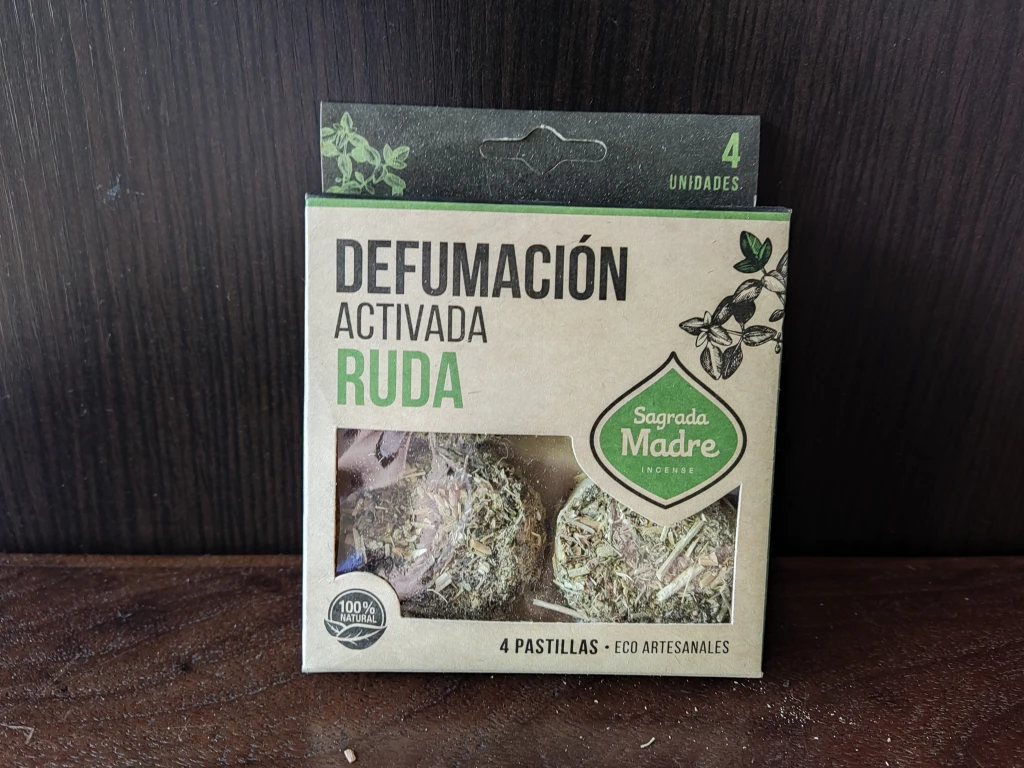 4
UNIDADES
DEFUMACIÓN
ACTIVADA
RUDA
Sagrada
Madre
INCENSE
100%
NATURAL
4 PASTILLAS • ECO ARTESANALES